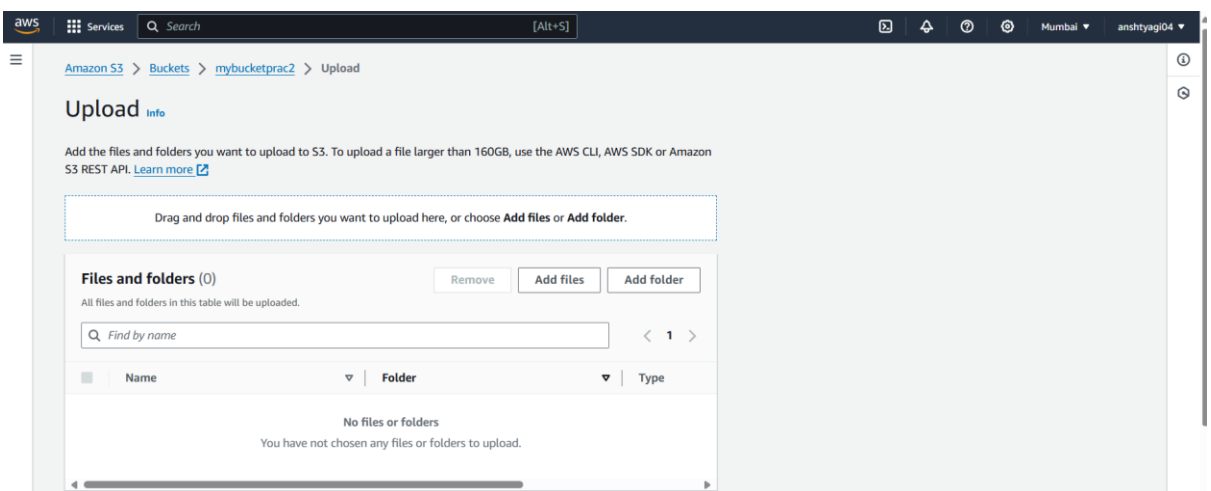 aws Services Search [Alt+S] Mumbai ▼ anshtyagi04 ▼
Amazon S3 > Buckets > mybucketprac2 > Upload
Upload Info
Add the files and folders you want to upload to S3. To upload a file larger than 160GB, use the AWS CLI, AWS SDK or Amazon
S3 REST API. Learn more
Drag and drop files and folders you want to upload here, or choose Add files or Add folder.
Files and folders (0) Remove Add files Add folder
All files and folders in this table will be uploaded.
Find by name < 1 >
Name Folder Type
No files or folders
You have not chosen any files or folders to upload.